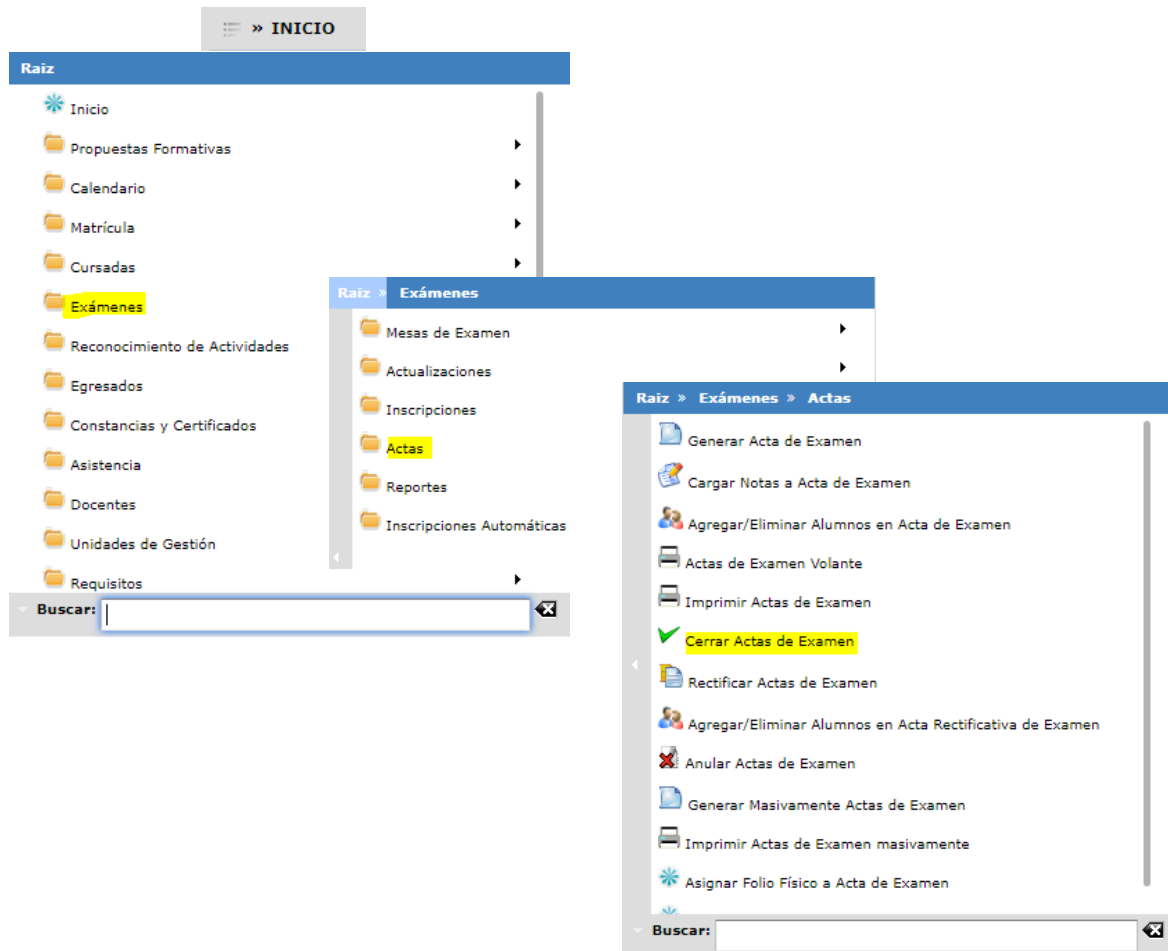 » INICIO
Raiz
Inicio
Propuestas Formativas
Calendario
Matrícula
Cursadas
Exámenes
Reconocimiento de Actividades
Egresados
Constancias y Certificados
Asistencia
Docentes
Unidades de Gestión
Requisitos
Buscar:
Raiz » Exámenes
Mesas de Examen
Actualizaciones
Inscripciones
Actas
Reportes
Inscripciones Automáticas
Raiz » Exámenes » Actas
Generar Acta de Examen
Cargar Notas a Acta de Examen
Agregar/Eliminar Alumnos en Acta de Examen
Actas de Examen Volante
Imprimir Actas de Examen
Cerrar Actas de Examen
Rectificar Actas de Examen
Agregar/Eliminar Alumnos en Acta Rectificativa de Examen
Anular Actas de Examen
Generar Masivamente Actas de Examen
Imprimir Actas de Examen masivamente
Asignar Folio Físico a Acta de Examen
Buscar: